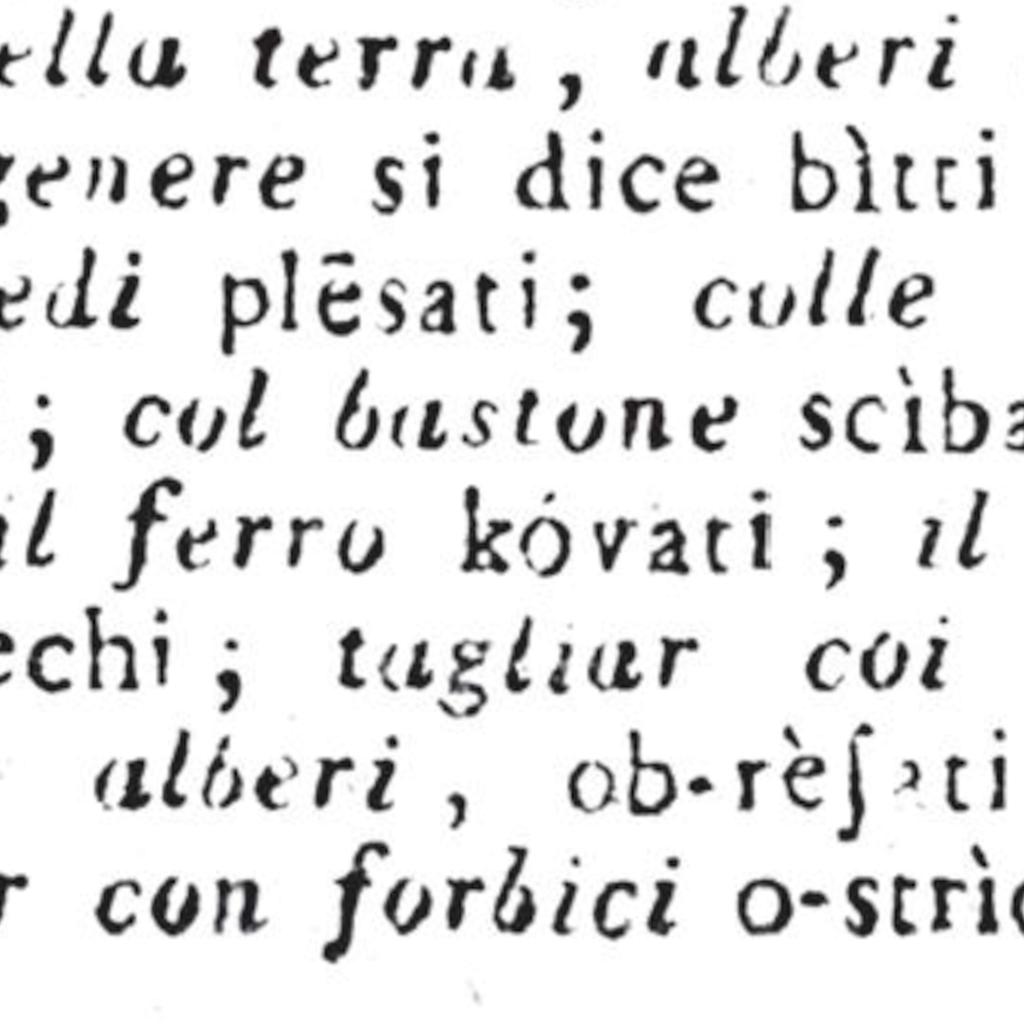 ella terra, alberi
genere si dice bìtti
edi plēsati; colle
; col bastone scìba
il ferro kóvati; il
echi; tagliar coi
alberi, ob-rèſati
r con forbici o-strìc